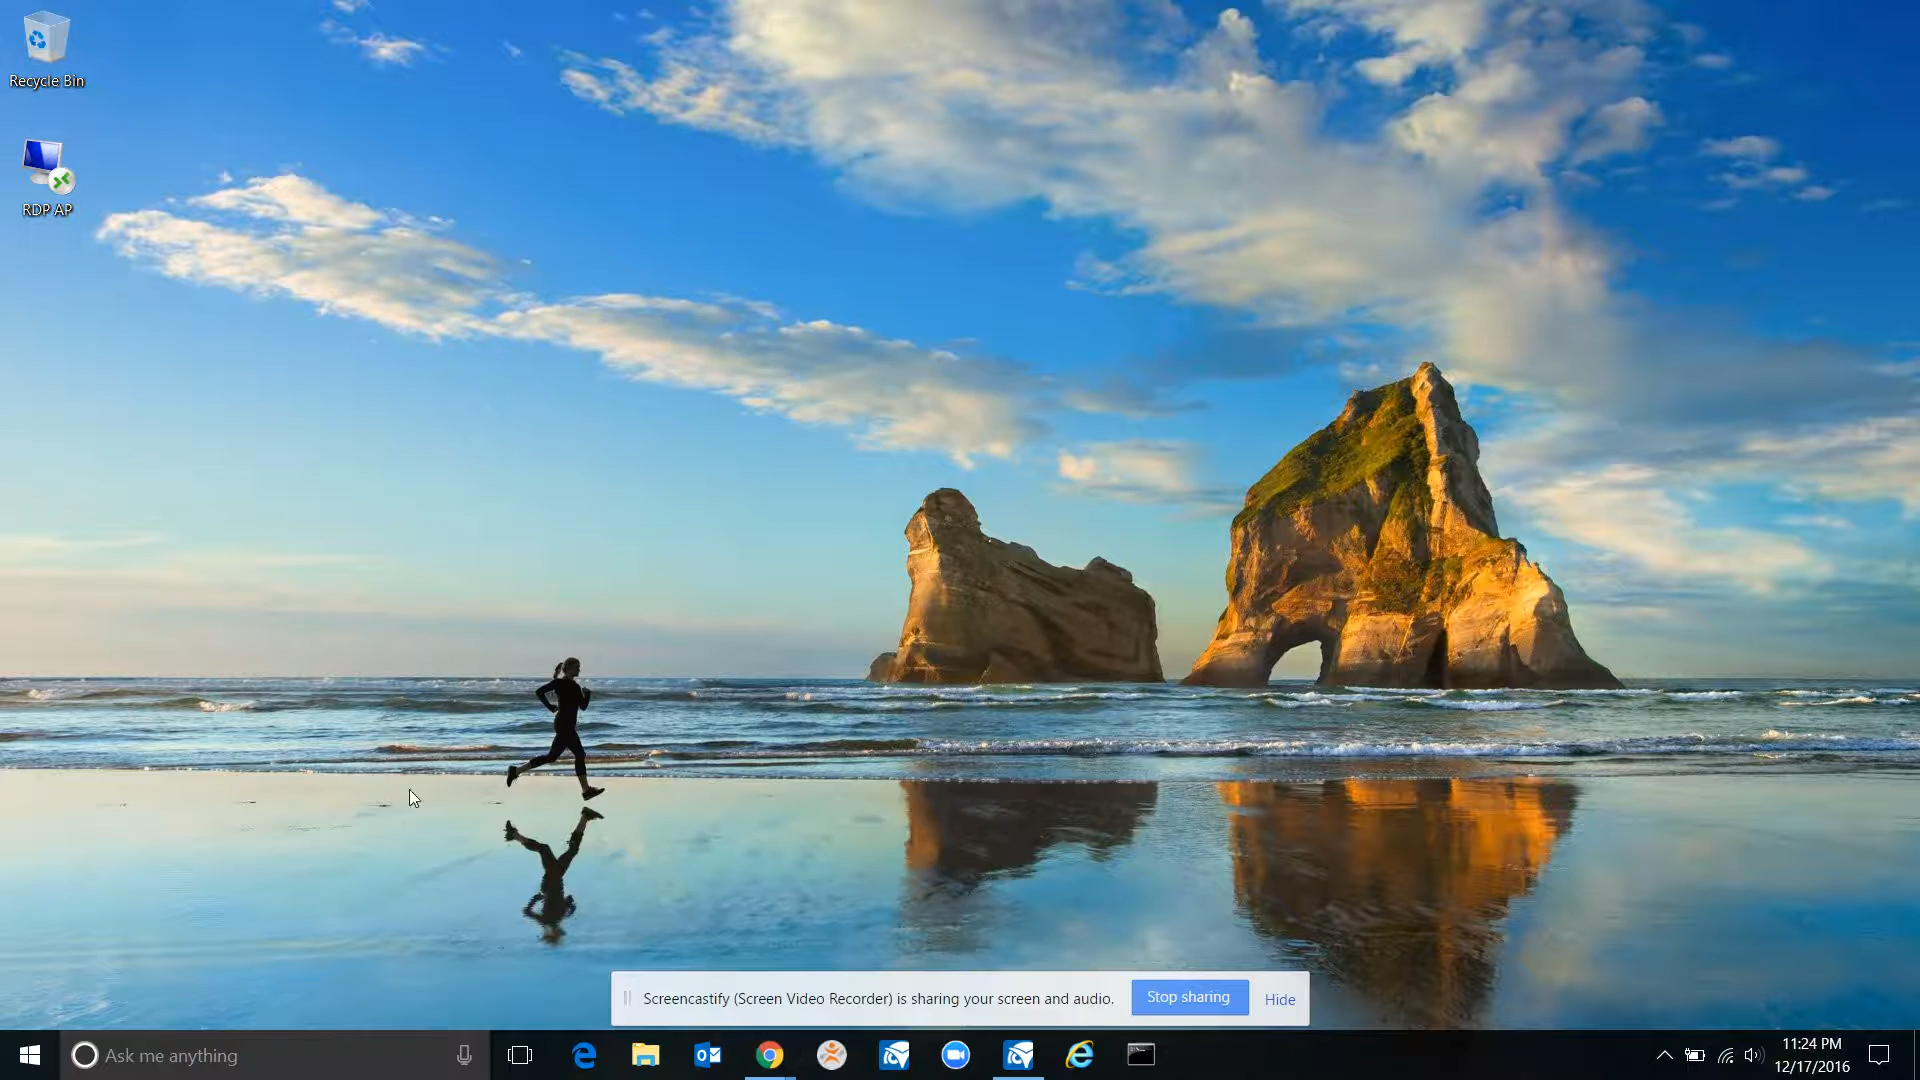 Recycle Bin
RDP AP
Screencastify (Screen Video Recorder) is sharing your screen and audio.
Stop sharing
Hide
Ask me anything
11:24 PM
12/17/2016